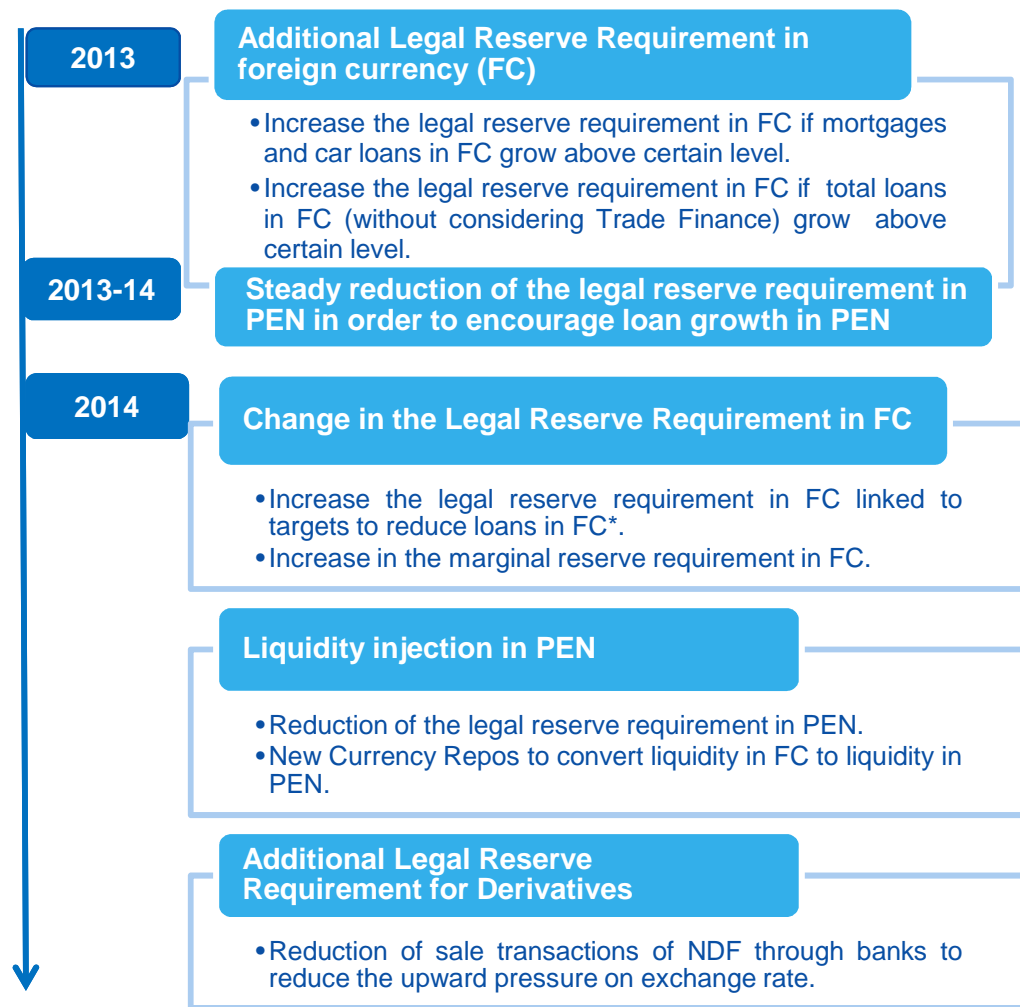 2013
Additional Legal Reserve Requirement in
foreign currency (FC)
•Increase the legal reserve requirement in FC if mortgages
and car loans in FC grow above certain level.
•Increase the legal reserve requirement in FC if total loans
in FC (without considering Trade Finance) grow above
certain level.
2013-14
Steady reduction of the legal reserve requirement in
PEN in order to encourage loan growth in PEN
2014
Change in the Legal Reserve Requirement in FC
•Increase the legal reserve requirement in FC linked to
targets to reduce loans in FC*.
•Increase in the marginal reserve requirement in FC.
Liquidity injection in PEN
•Reduction of the legal reserve requirement in PEN.
•New Currency Repos to convert liquidity in FC to liquidity in
PEN.
Additional Legal Reserve
Requirement for Derivatives
•Reduction of sale transactions of NDF through banks to
reduce the upward pressure on exchange rate.